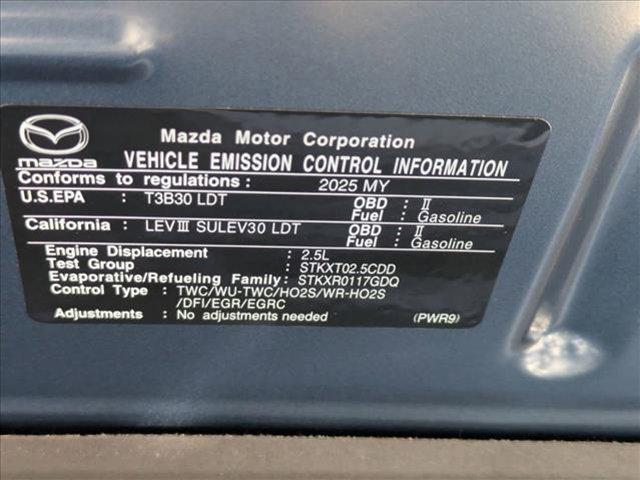 Mazda Motor Corporation
mazda VEHICLE EMISSION CONTROL INFORMATION
Conforms to regulations : 2025 MY
U.S.EPA : T3B30 LDT OBD : II
Fuel : Gasoline
California : LEVIII SULEV30 LDT OBD : II
Fuel : Gasoline
Engine Displacement : 2.5L
Test Group : STKXT02.5CDD
Evaporative/Refueling Family: STKXR0117GDQ
Control Type : TWC/WU-TWC/HO2S/WR-HO2S
/DFI/EGR/EGRC
Adjustments : No adjustments needed (PWR9)